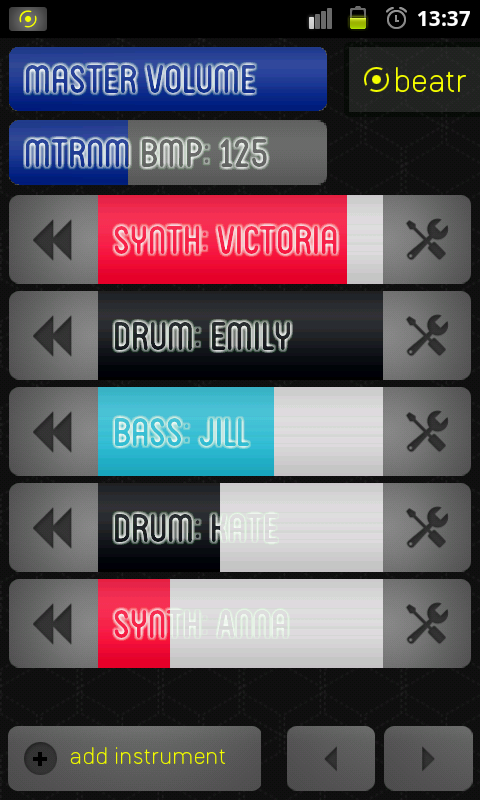 13:37
MASTER VOLUME
beatr
MTRNM BMP: 125
SYNTH: VICTORIA
DRUM: EMILY
BASS: JILL
DRUM: KATE
SYNTH: ANNA
add instrument